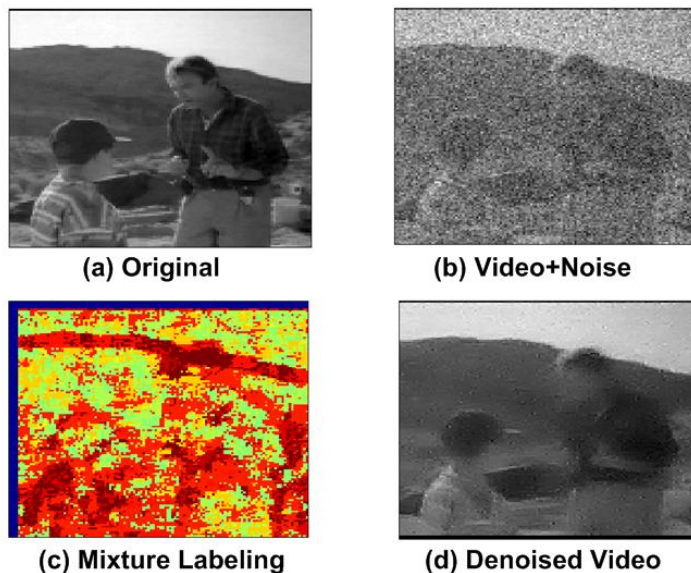 (a) Original
(b) Video+Noise
(c) Mixture Labeling
(d) Denoised Video